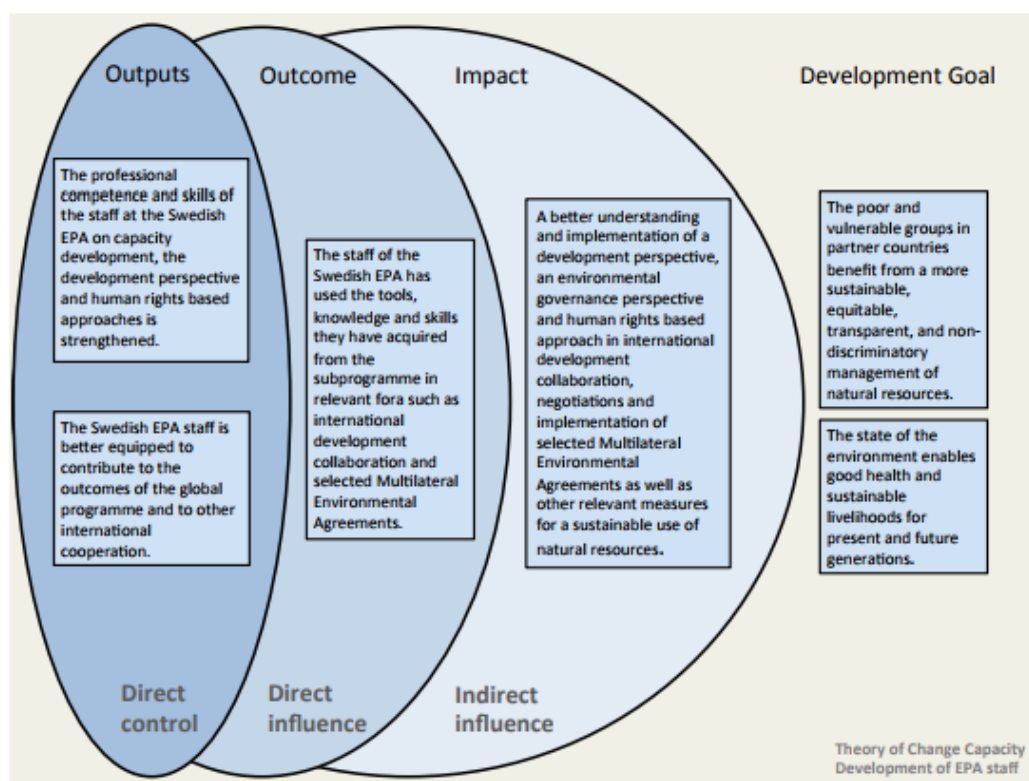 Outputs
Outcome
Impact
Development Goal
The professional
competence and skills of
the staff at the Swedish
EPA on capacity
development, the
development perspective
and human rights based
approaches is
strengthened.
The Swedish EPA staff is
better equipped to
contribute to the
outcomes of the global
programme and to other
international
cooperation.
The staff of the
Swedish EPA has
used the tools,
knowledge and skills
they have acquired
from the
subprogramme in
relevant fora such as
international
development
collaboration and
selected Multilateral
Environmental
Agreements.
A better understanding
and implementation of a
development perspective,
an environmental
governance perspective
and human rights based
approach in international
development
collaboration,
negotiations and
implementation of
selected Multilateral
Environmental
Agreements as well as
other relevant measures
for a sustainable use of
natural resources.
The poor and
vulnerable groups in
partner countries
benefit from a more
sustainable,
equitable,
transparent, and non-
discriminatory
management of
natural resources.
The state of the
environment enables
good health and
sustainable
livelihoods for
present and future
generations.
Direct
control
Direct
influence
Indirect
influence
Theory of Change Capacity
Development of EPA staff